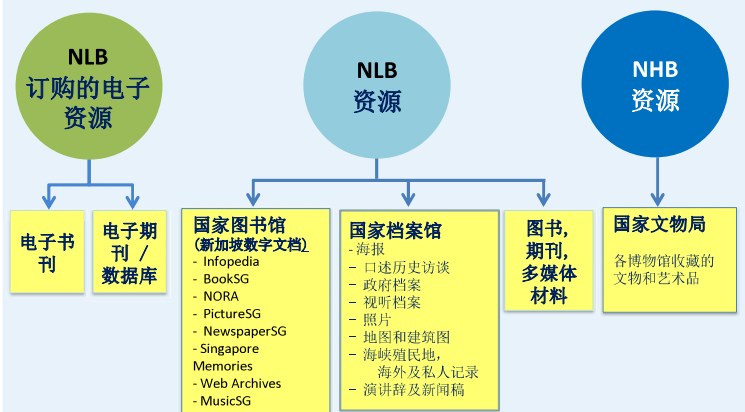 NLB
订购的电子
资源
NLB
资源
NHB
资源
电子书
刊
电子期
刊 /
数据库
国家图书馆
(新加坡数字文档)
- Infopedia
- BookSG
- NORA
- PictureSG
- NewspaperSG
- Singapore
Memories
- Web Archives
- MusicSG
国家档案馆
- 海报
– 口述历史访谈
– 政府档案
– 视听档案
– 照片
– 地图和建筑图
– 海峡殖民地，
海外及私人记录
– 演讲辞及新闻稿
图书,
期刊,
多媒体
材料
国家文物局
各博物馆收藏的
文物和艺术品